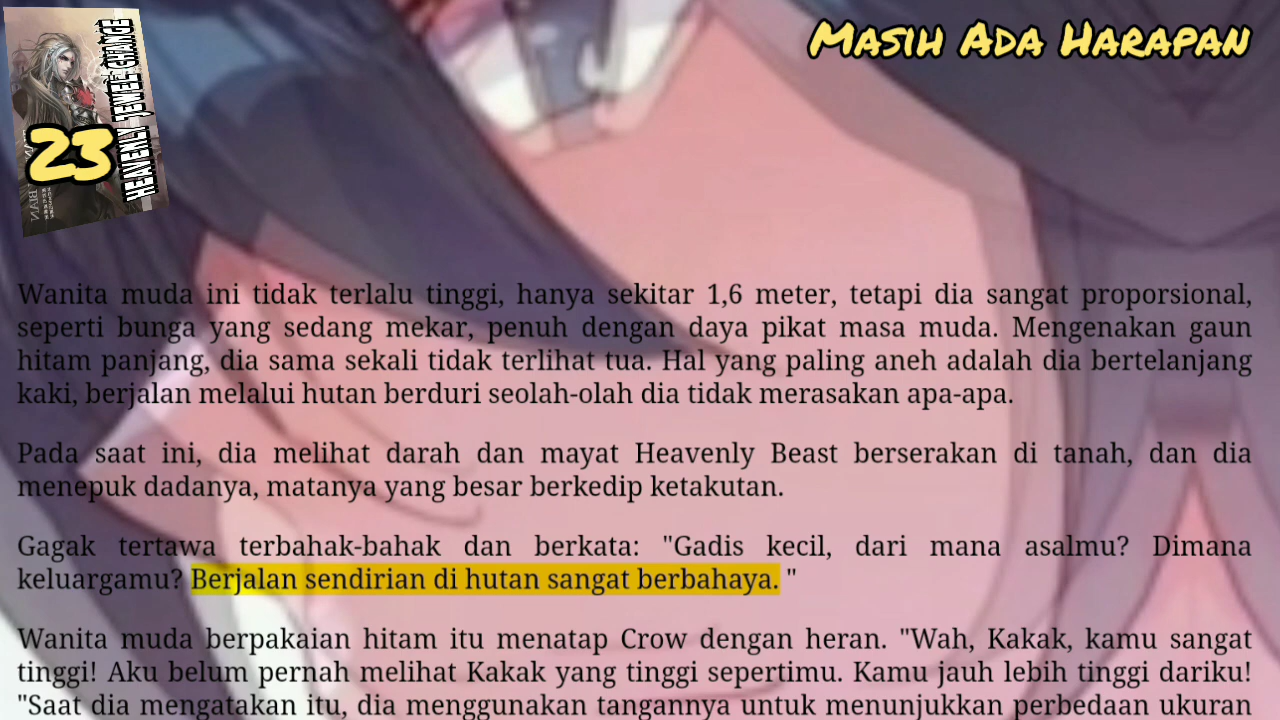 Masih Ada Harapan
23
HEAVENLY JEWEL CHANGE
Wanita muda ini tidak terlalu tinggi, hanya sekitar 1,6 meter, tetapi dia sangat proporsional,
seperti bunga yang sedang mekar, penuh dengan daya pikat masa muda. Mengenakan gaun
hitam panjang, dia sama sekali tidak terlihat tua. Hal yang paling aneh adalah dia bertelanjang
kaki, berjalan melalui hutan berduri seolah-olah dia tidak merasakan apa-apa.
Pada saat ini, dia melihat darah dan mayat Heavenly Beast berserakan di tanah, dan dia
menepuk dadanya, matanya yang besar berkedip ketakutan.
Gagak tertawa terbahak-bahak dan berkata: "Gadis kecil, dari mana asalmu? Dimana
keluargamu? Berjalan sendirian di hutan sangat berbahaya. "
Wanita muda berpakaian hitam itu menatap Crow dengan heran. "Wah, Kakak, kamu sangat
tinggi! Aku belum pernah melihat Kakak yang tinggi sepertimu. Kamu jauh lebih tinggi dariku!
"Saat dia mengatakan itu, dia menggunakan tangannya untuk menunjukkan perbedaan ukuran